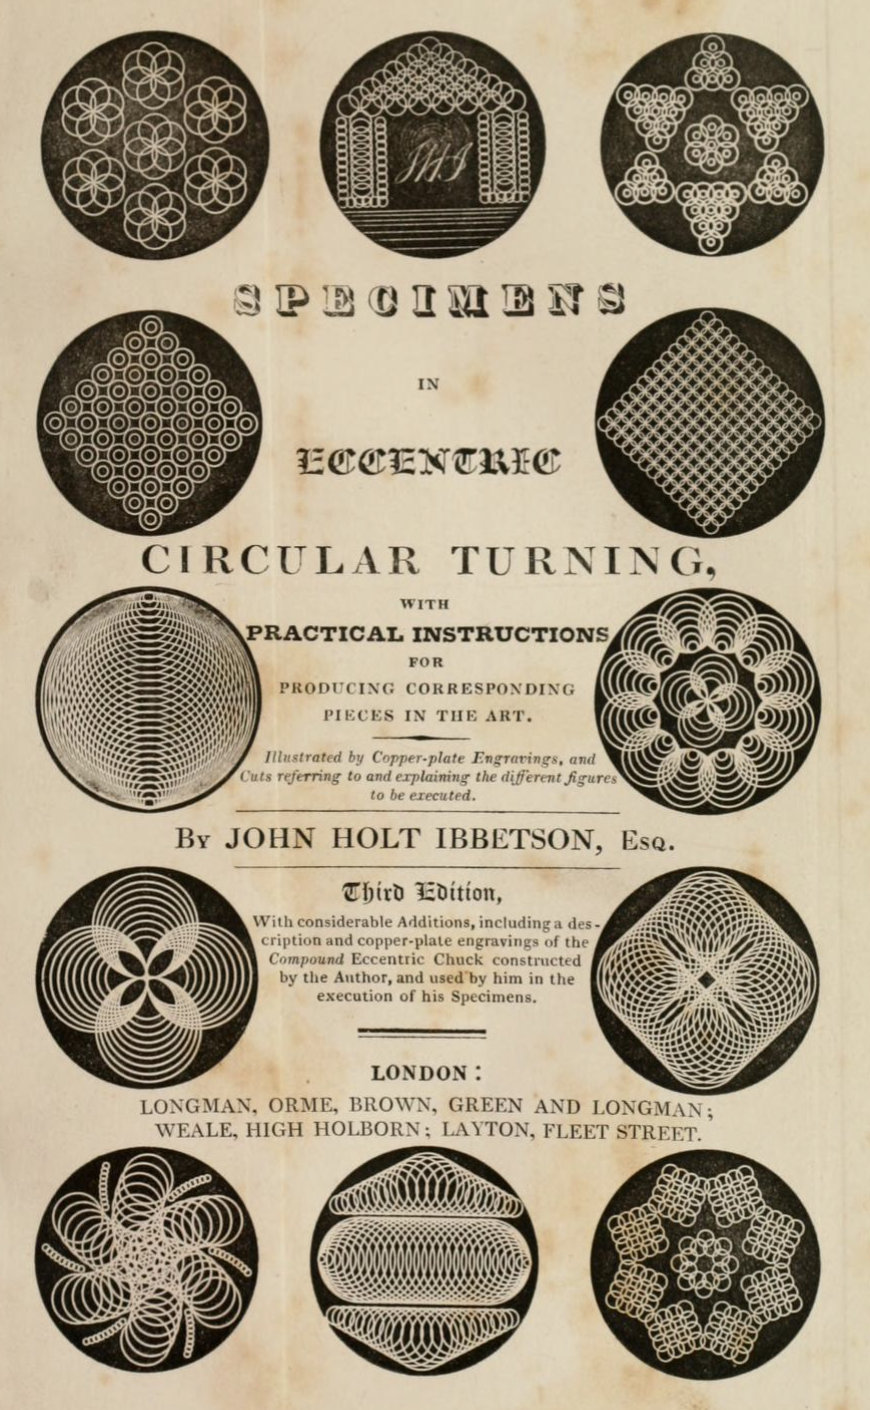 JHI
SPECIMENS
IN
ECCENTRIC
CIRCULAR TURNING,
WITH
PRACTICAL INSTRUCTIONS
FOR
PRODUCING CORRESPONDING
PIECES IN THE ART.
Illustrated by Copper-plate Engravings, and
Cuts referring to and explaining the different figures
to be executed.
By JOHN HOLT IBBETSON, Esq.
Third Edition,
With considerable Additions, including a des-
cription and copper-plate engravings of the
Compound Eccentric Chuck constructed
by the Author, and used by him in the
execution of his Specimens.
LONDON:
LONGMAN, ORME, BROWN, GREEN AND LONGMAN;
WEALE, HIGH HOLBORN; LAYTON, FLEET STREET.